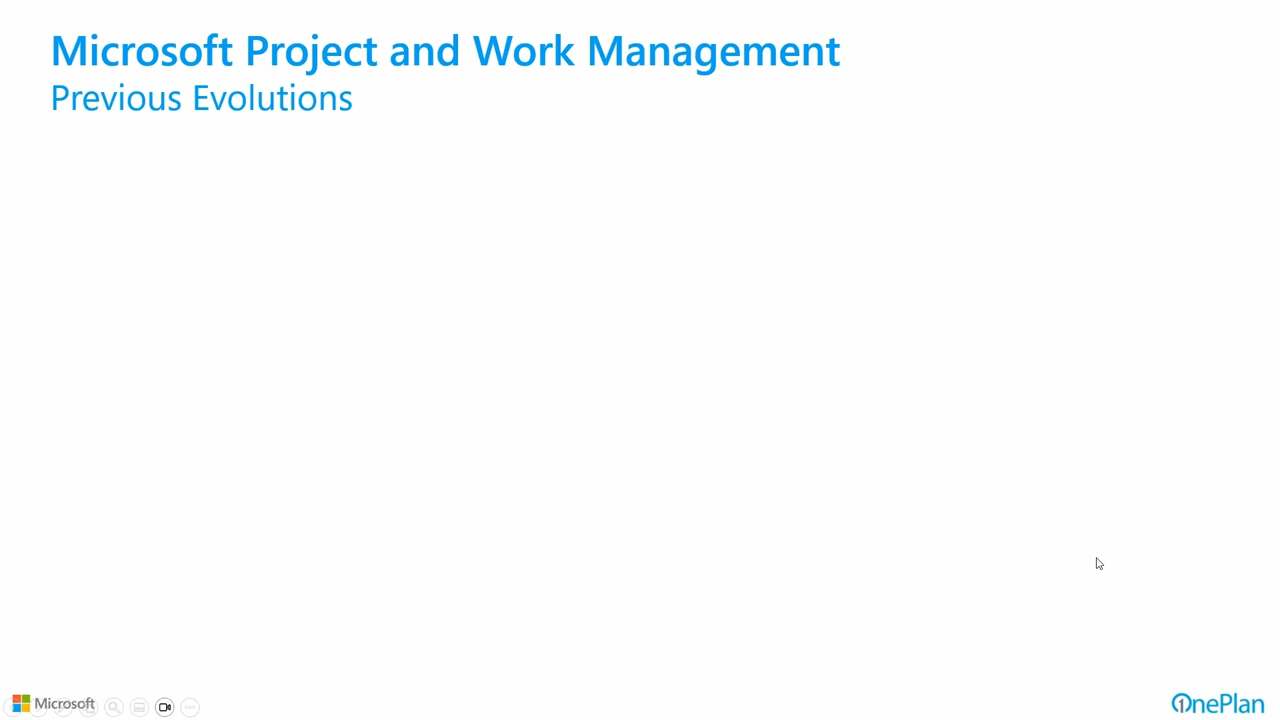 Microsoft Project and Work Management
Previous Evolutions
Microsoft
OnePlan